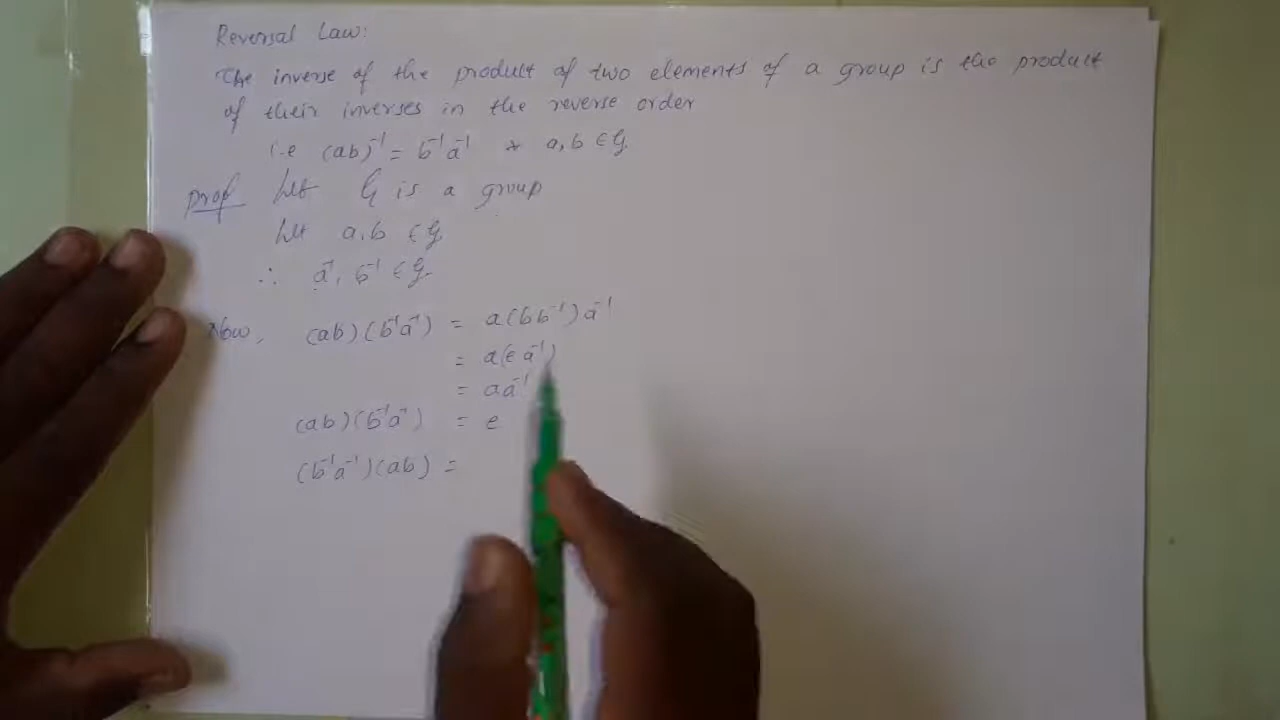 Reversal Law:
The inverse of the product of two elements of a group is the product
of their inverses in the reverse order
i.e (ab)⁻¹ = b⁻¹a⁻¹ ∀ a,b ∈ G
Proof Let G is a group
Let a,b ∈ G
∴ a⁻¹, b⁻¹ ∈ G.
Now, (ab)(b⁻¹a⁻¹) = a(bb⁻¹)a⁻¹
= a(e a⁻¹)
= aa⁻¹
(ab)(b⁻¹a⁻¹) = e
(b⁻¹a⁻¹)(ab) =